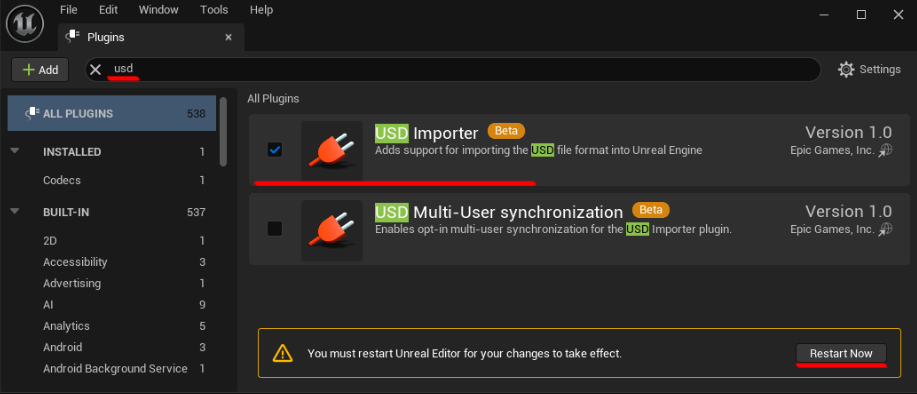 File Edit Window Tools Help
Plugins
Add
usd
Settings
ALL PLUGINS 538
INSTALLED 1
Codecs 1
BUILT-IN 537
2D 1
Accessibility 3
Advertising 1
AI 9
Analytics 5
Android 3
Android Background Service 1
All Plugins
USD Importer Beta Version 1.0
Adds support for importing the USD file format into Unreal Engine Epic Games, Inc.
USD Multi-User synchronization Beta Version 1.0
Enables opt-in multi-user synchronization for the USD Importer plugin. Epic Games, Inc.
You must restart Unreal Editor for your changes to take effect. Restart Now